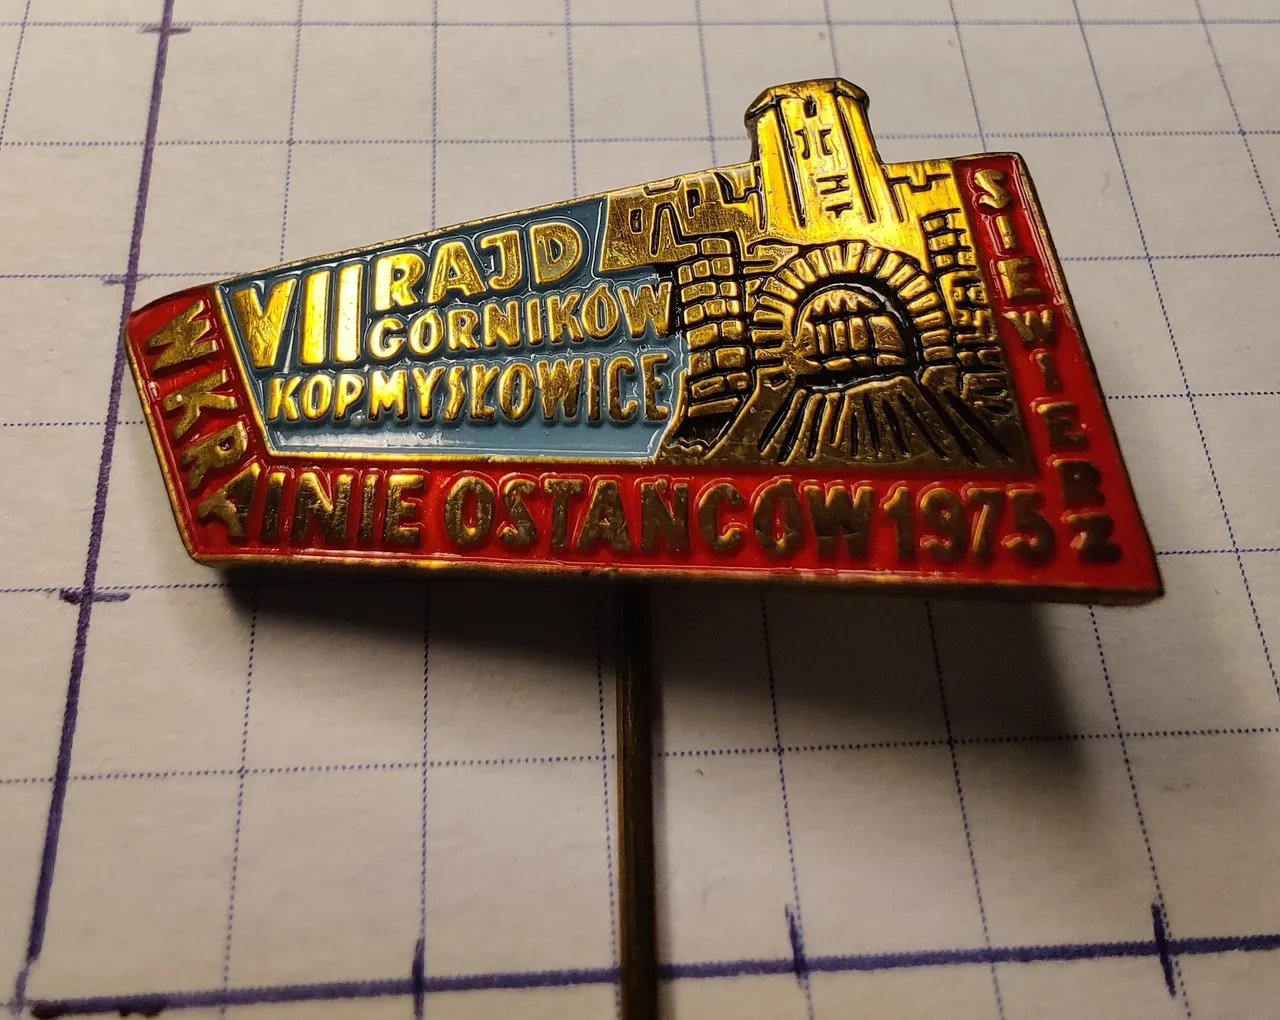 VII RAJD
GÓRNIKÓW
KOP MYSŁOWICE
W KRAINIE OSTAŃCÓW 1975
SIEWIERZ